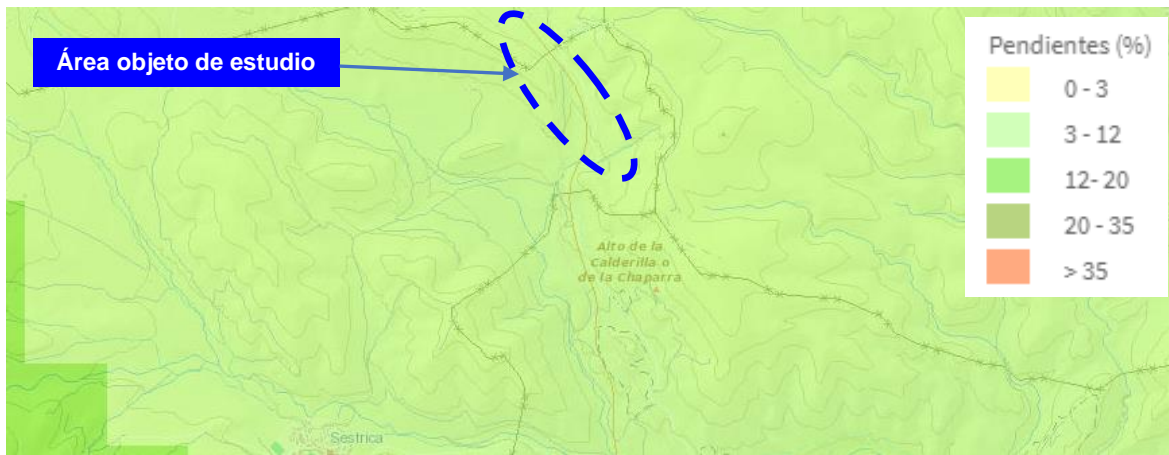 Área objeto de estudio
Pendientes (%)
0 - 3
3 - 12
12- 20
20 - 35
> 35
Alto de la
Calderilla o
de la Chaparra
Sestrica